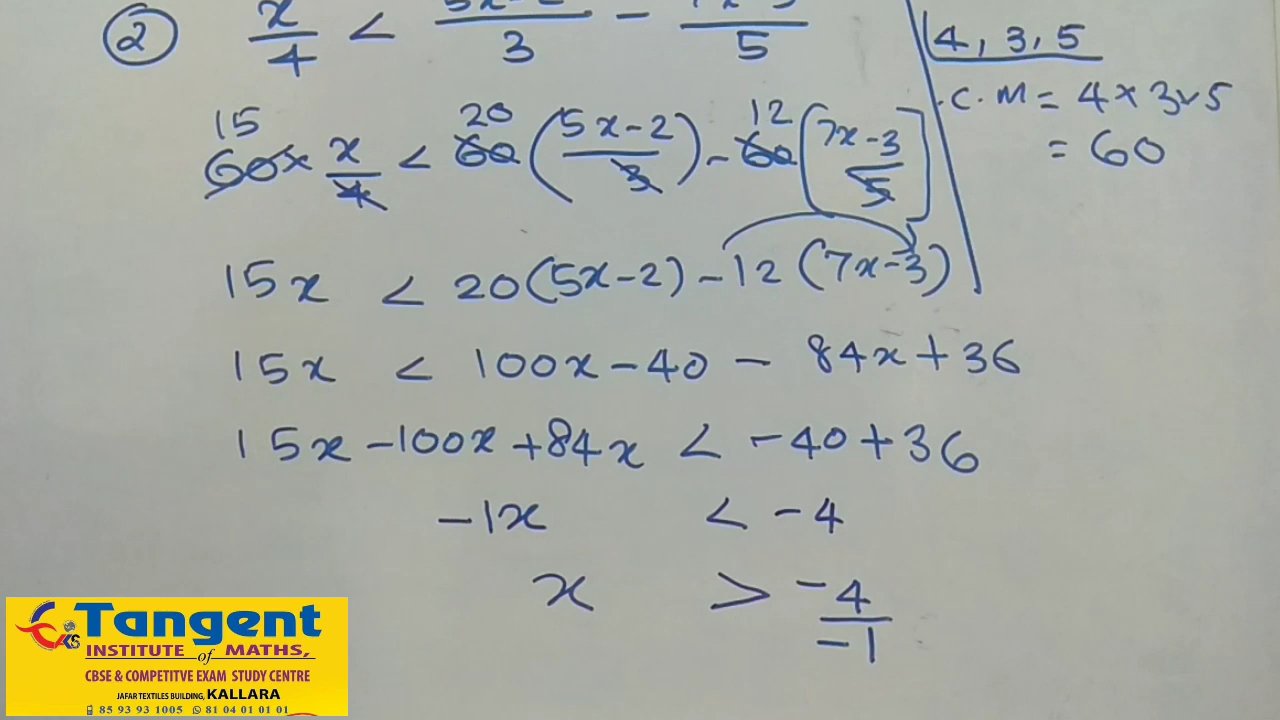 ② x/4 < 5x-2/3 - 7x-3/5
4, 3, 5
.C.M = 4 × 3 × 5
= 60
15 20 12
60 × x/4 < 60 (5x-2/3) - 60 [7x-3/5]
15x < 20(5x-2) - 12 (7x-3)
15x < 100x - 40 - 84x + 36
15x - 100x + 84x < -40 + 36
-1x < -4
x > -4/-1
Tangent
KS
INSTITUTE of MATHS,
CBSE & COMPETITVE EXAM STUDY CENTRE
JAFAR TEXTILES BUILDING, KALLARA
85 93 93 1005 81 04 01 01 01